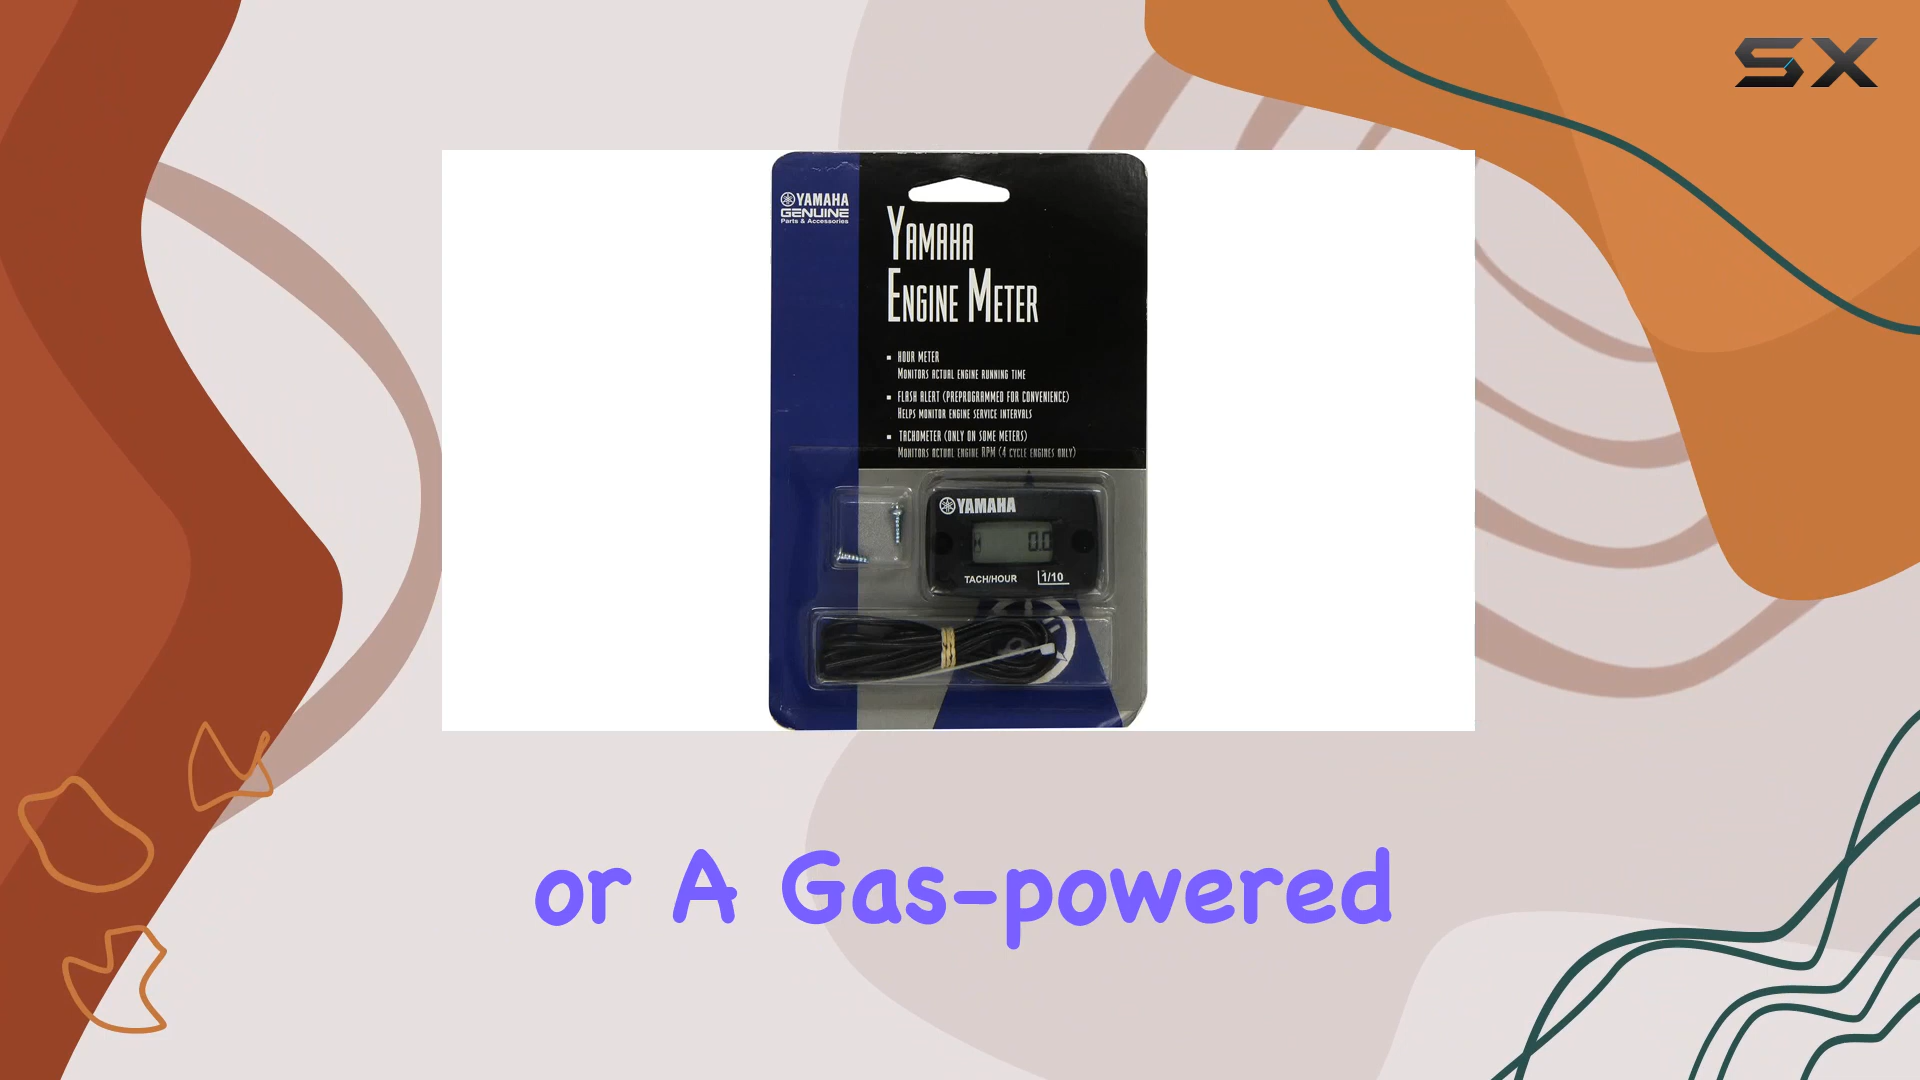 SX
YAMAHA
GENUINE
Parts & Accessories
YAMAHA
ENGINE METER
▪ HOUR METER
MONITORS ACTUAL ENGINE RUNNING TIME
▪ FLASH ALERT (PREPROGRAMMED FOR CONVENIENCE)
HELPS MONITOR ENGINE SERVICE INTERVALS
▪ TACHOMETER (ONLY ON SOME METERS)
MONITORS ACTUAL ENGINE RPM (4 CYCLE ENGINES ONLY)
YAMAHA
0.0
TACH/HOUR 1/10
or A Gas-powered